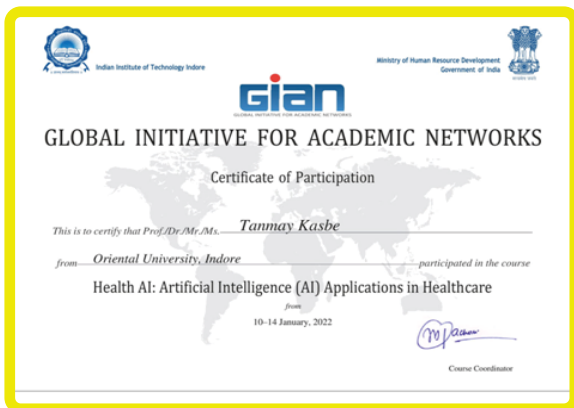 Indian Institute of Technology Indore
Ministry of Human Resource Development
Government of India
GIAN
GLOBAL INITIATIVE FOR ACADEMIC NETWORKS
GLOBAL INITIATIVE FOR ACADEMIC NETWORKS
Certificate of Participation
This is to certify that Prof./Dr./Mr./Ms. Tanmay Kasbe
from Oriental University, Indore participated in the course
Health AI: Artificial Intelligence (AI) Applications in Healthcare
from
10–14 January, 2022
Course Coordinator